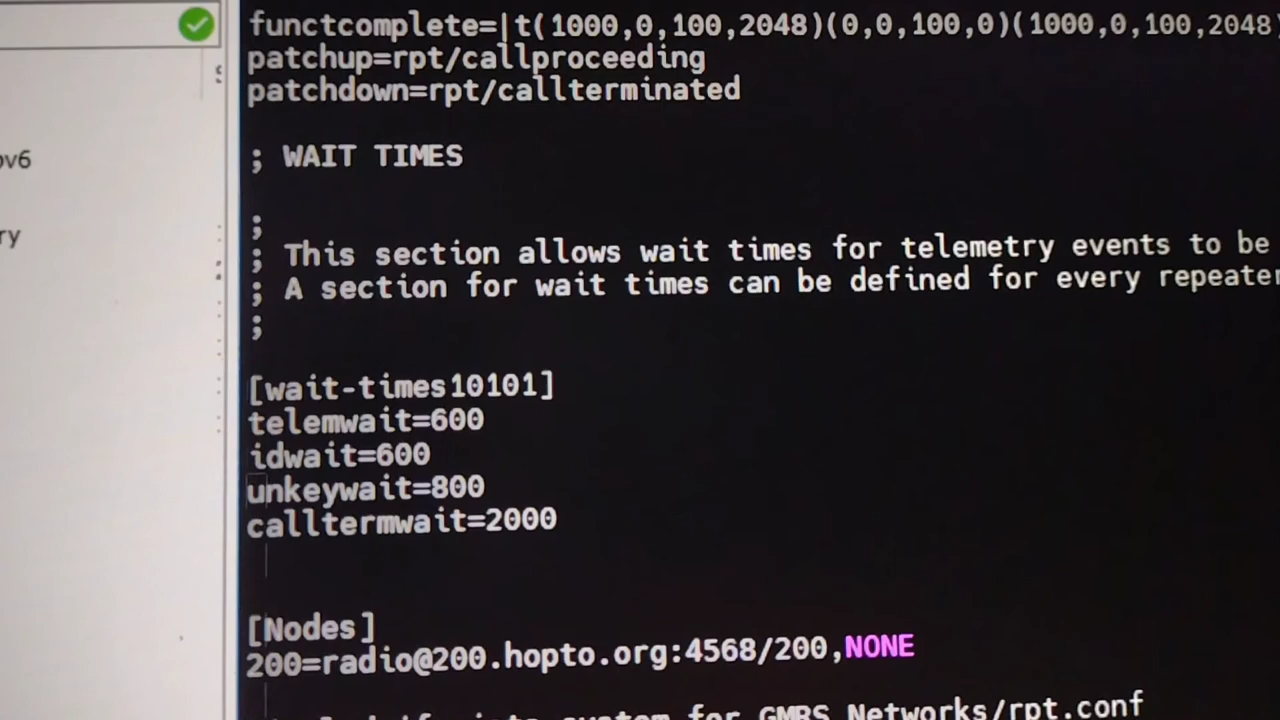 functcomplete=|t(1000,0,100,2048)(0,0,100,0)(1000,0,100,2048)
patchup=rpt/callproceeding
patchdown=rpt/callterminated
; WAIT TIMES
;
; This section allows wait times for telemetry events to be
; A section for wait times can be defined for every repeater
;
[wait-times10101]
telemwait=600
idwait=600
unkeywait=800
calltermwait=2000
[Nodes]
200=radio@200.hopto.org:4568/200,NONE
system for GMRS Networks/rpt.conf